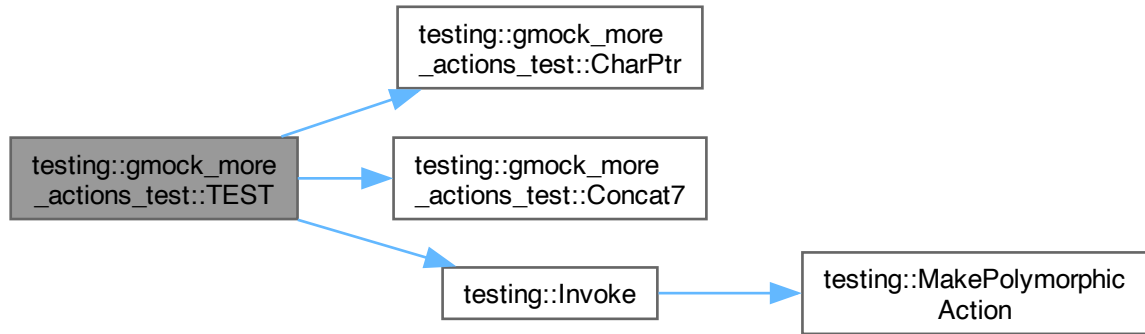 testing::gmock_more
_actions_test::CharPtr
testing::gmock_more
_actions_test::TEST
testing::gmock_more
_actions_test::Concat7
testing::Invoke
testing::MakePolymorphic
Action